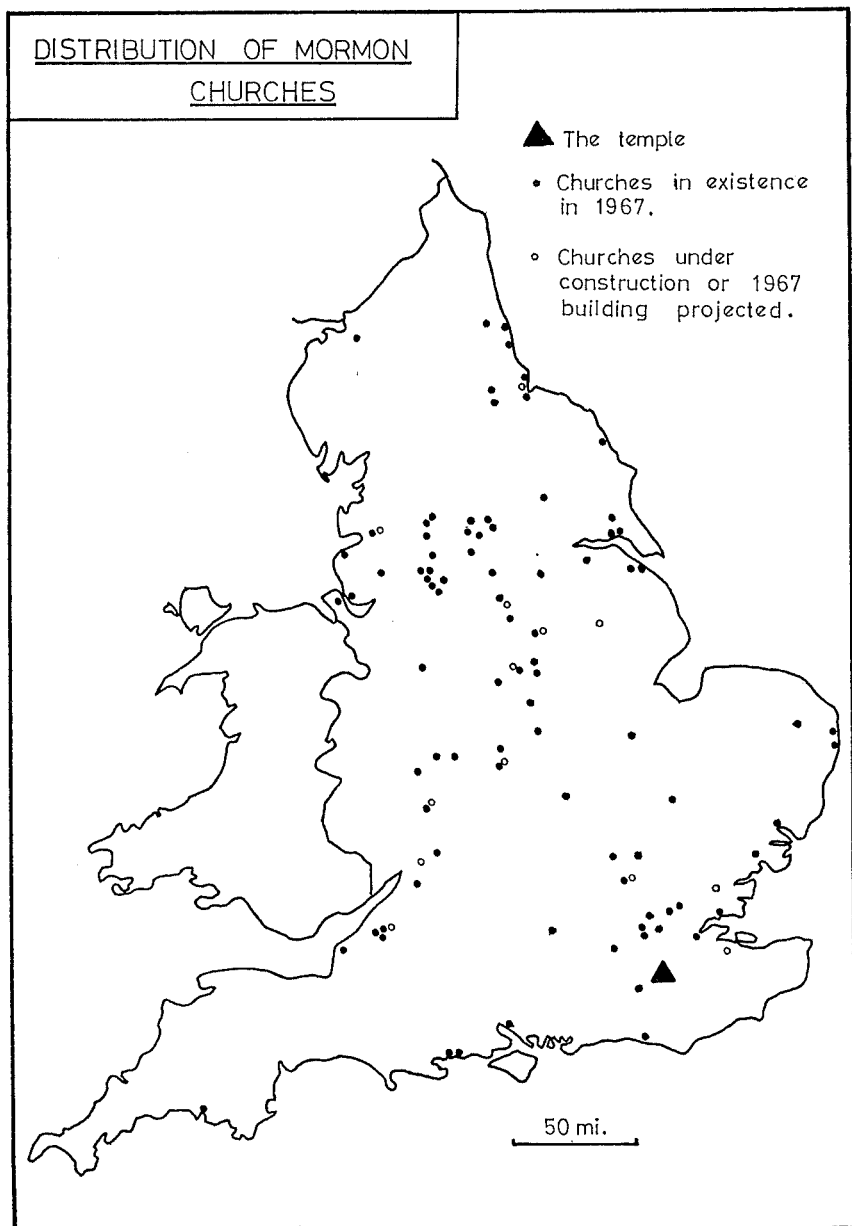 DISTRIBUTION OF MORMON
CHURCHES
The temple
Churches in existence
in 1967.
Churches under
construction or 1967
building projected.
50 mi.